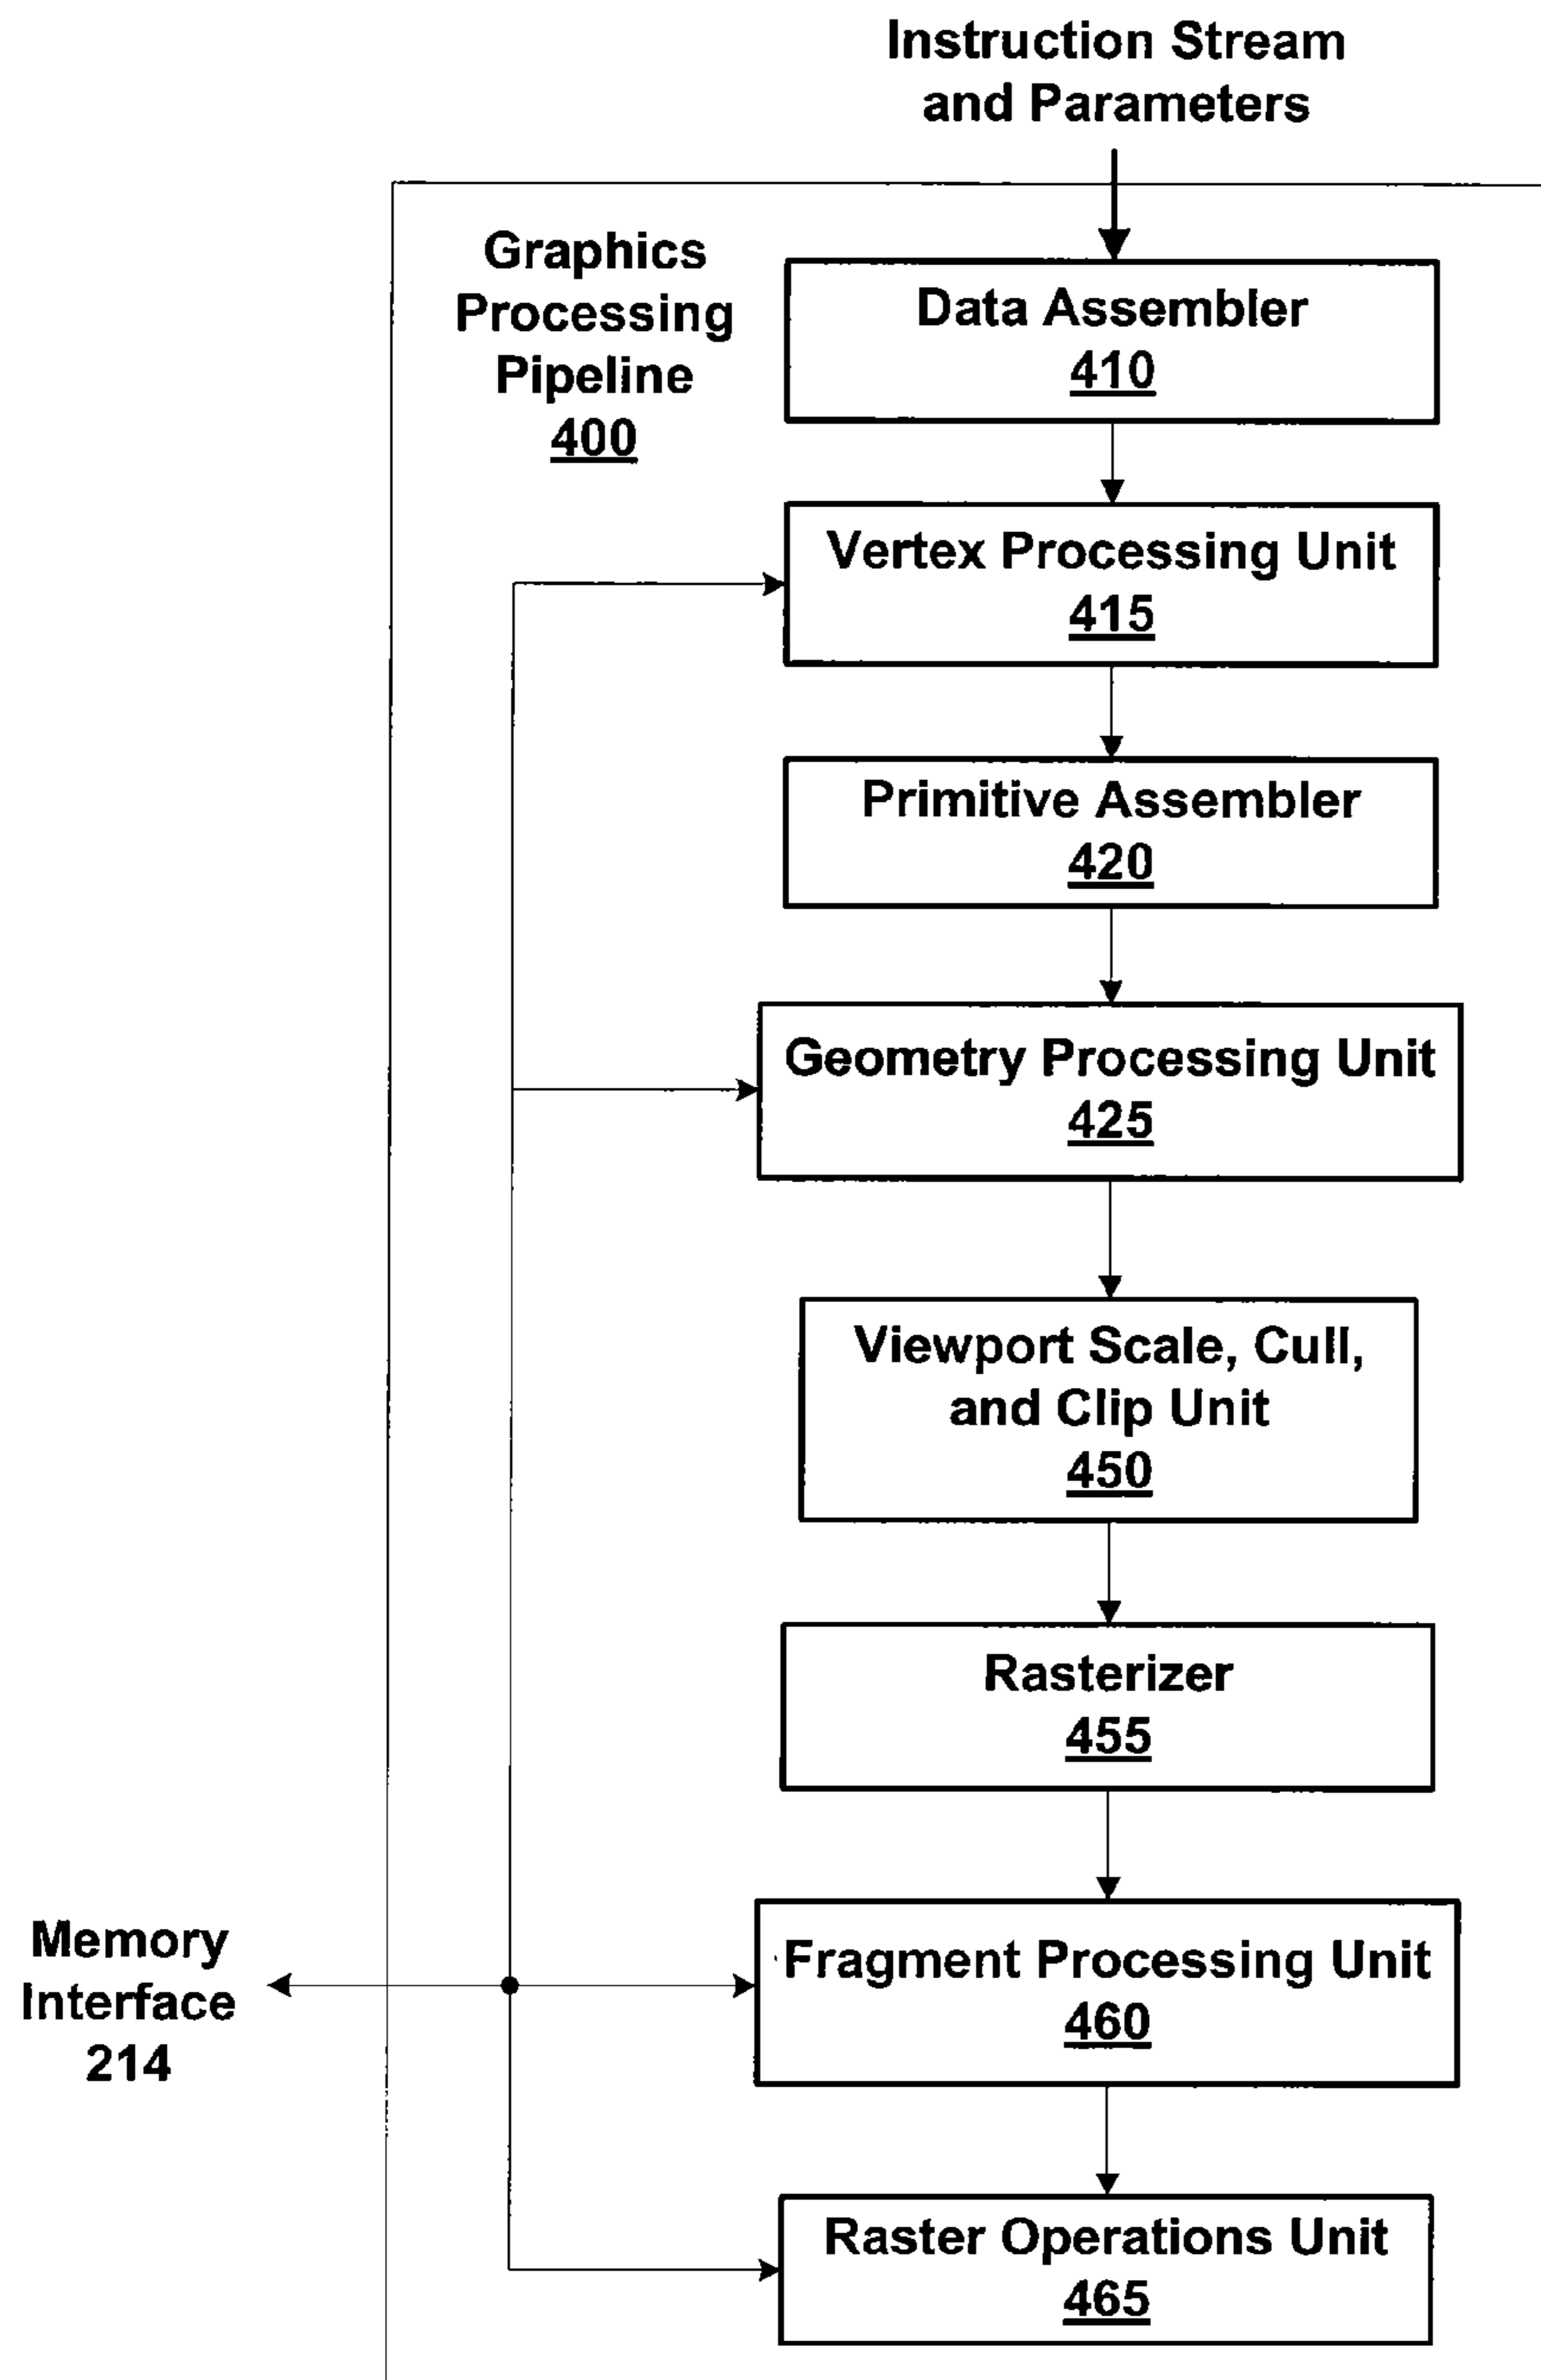 Instruction Stream
and Parameters
Graphics
Processing
Pipeline
400
Data Assembler
410
Vertex Processing Unit
415
Primitive Assembler
420
Geometry Processing Unit
425
Viewport Scale, Cull,
and Clip Unit
450
Rasterizer
455
Memory
Interface
214
Fragment Processing Unit
460
Raster Operations Unit
465